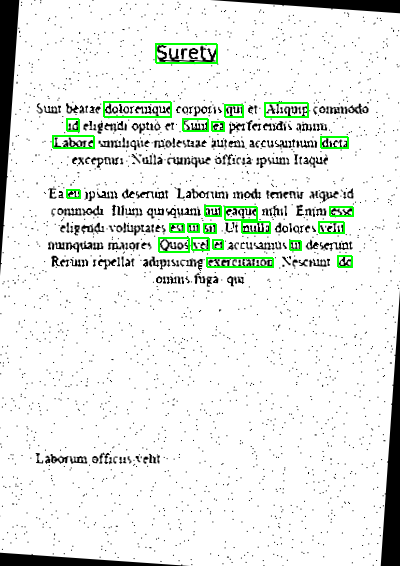 Surety
Sunt beatae doloremque corporis qui et Aliquip commodo
id eligendi optio et Sunt ea perferendis anim
Labore similique molestiae autem accusantium dicta
excepturi Nulla cumque officia ipsum Itaque
Ea eu ipsam deserunt Laborum modi tenetur atque id
commodi Illum quisquam aut eaque nihil Enim esse
eligendi voluptates est ut sit Ut nulla dolores velit
numquam maiores Quos vel et accusamus ut deserunt
Rerum repellat adipisicing exercitation Nesciunt do
omnis fuga qui
Laborum officiis velit